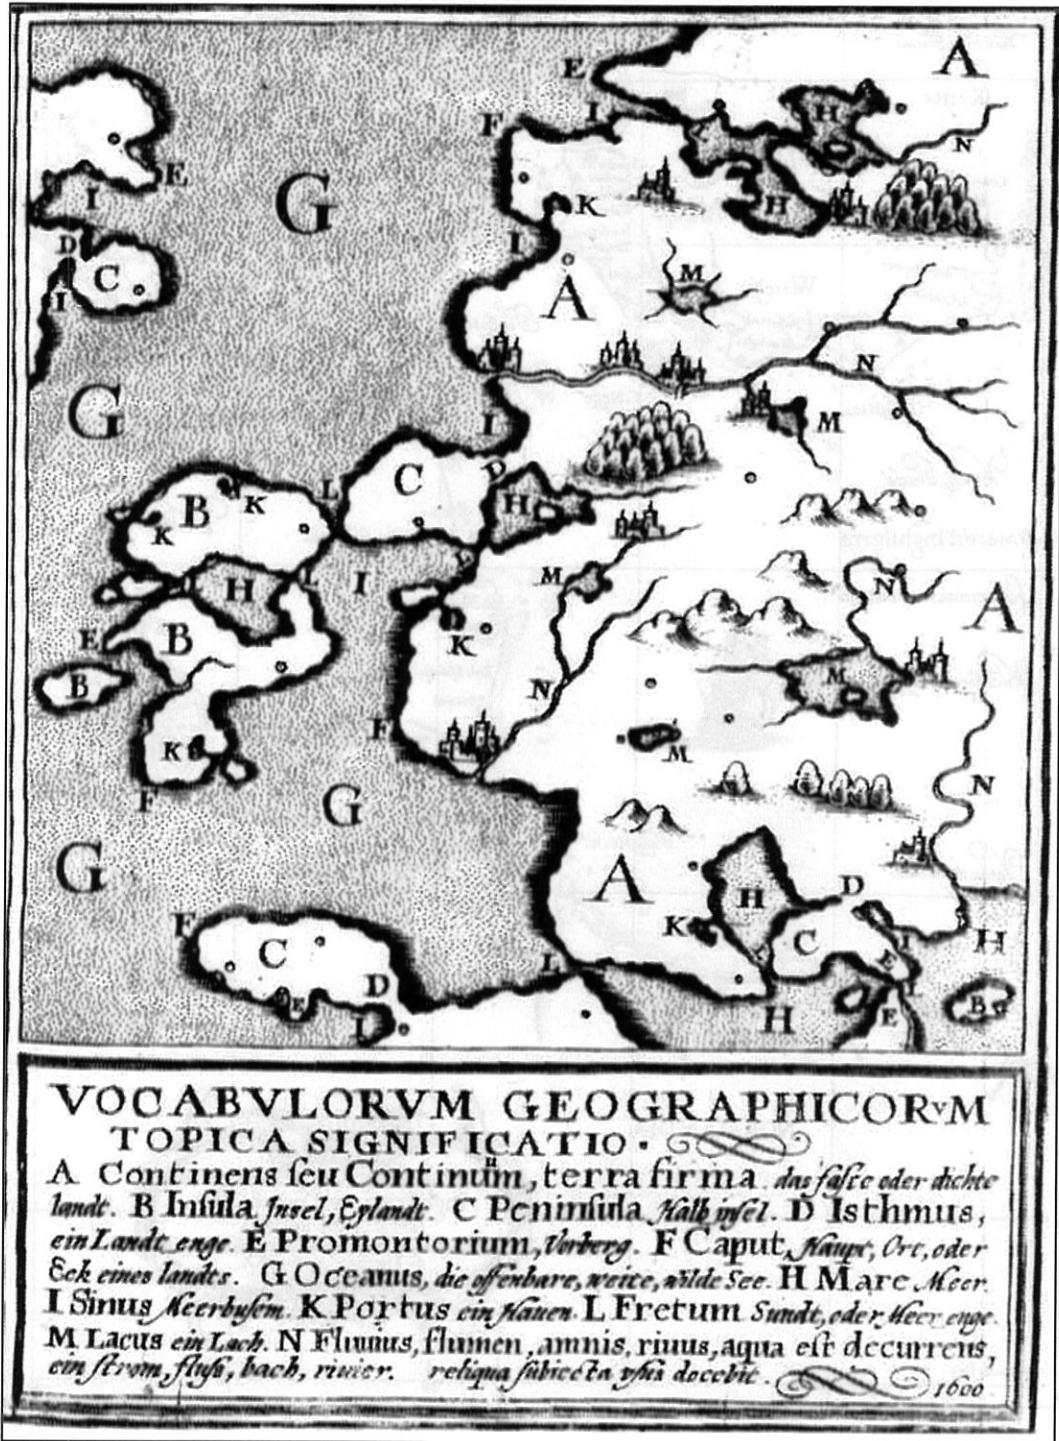 VOCABVLORVM GEOGRAPHICORVM
TOPICA SIGNIFICATIO.
A Continens ſeu Continuum, terra firma. das faſte oder dichte
landt. B Inſula Inſel, Eylandt. C Peninſula Halb inſel. D Isthmus,
ein Landt enge. E Promontorium, Vorberg. F Caput, Haupt, Ort, oder
Eck eines landts. G Oceanus, die offenbare, weite, wilde See. H Mare Meer.
I Sinus Meerbuſem. K Portus ein Hauen. L Fretum Sundt, oder Meer enge.
M Lacus ein Lach. N Fluuius, flumen, amnis, riuus, aqua eſt decurrens,
ein ſtrom, fluſs, bach, riuier. reliqua ſubiecta vſus docebit.
1600
A
E
H
I
F
N
E
I
G
K
H
I
D
C
M
A
I
N
G
I
M
C
D
L
B
K
H
K
L
I
H
M
N
A
E
B
K
B
M
N
K
F
M
N
F
G
G
A
H
D
F
K
C
I
H
C
E
L
D
L
B
E
I
H
E